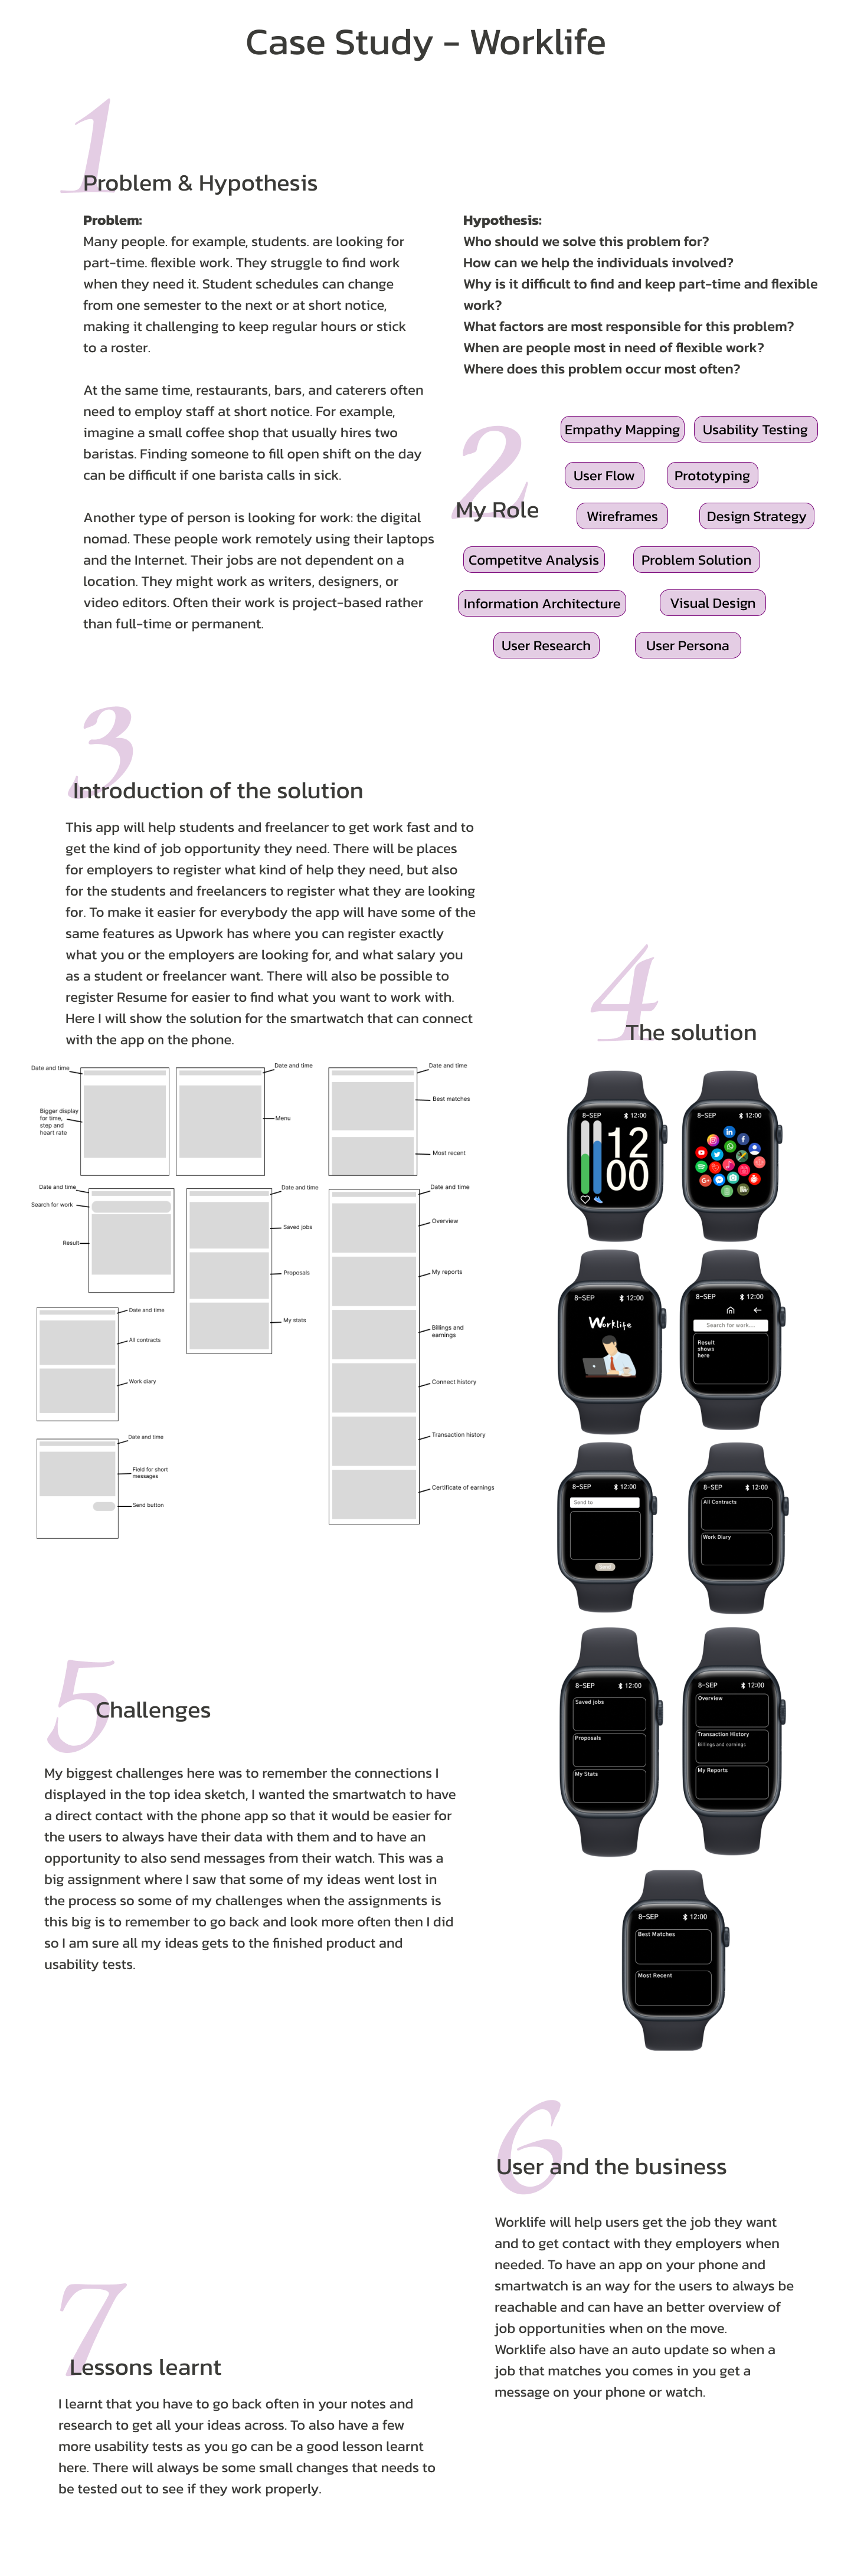 Case Study - Worklife
1
Problem & Hypothesis
Problem:
Many people. for example, students. are looking for
part-time. flexible work. They struggle to find work
when they need it. Student schedules can change
from one semester to the next or at short notice,
making it challenging to keep regular hours or stick
to a roster.
At the same time, restaurants, bars, and caterers often
need to employ staff at short notice. For example,
imagine a small coffee shop that usually hires two
baristas. Finding someone to fill open shift on the day
can be difficult if one barista calls in sick.
Another type of person is looking for work: the digital
nomad. These people work remotely using their laptops
and the Internet. Their jobs are not dependent on a
location. They might work as writers, designers, or
video editors. Often their work is project-based rather
than full-time or permanent.
Hypothesis:
Who should we solve this problem for?
How can we help the individuals involved?
Why is it difficult to find and keep part-time and flexible
work?
What factors are most responsible for this problem?
When are people most in need of flexible work?
Where does this problem occur most often?
2
My Role
Empathy Mapping
Usability Testing
User Flow
Prototyping
Wireframes
Design Strategy
Competitve Analysis
Problem Solution
Information Architecture
Visual Design
User Research
User Persona
3
Introduction of the solution
This app will help students and freelancer to get work fast and to
get the kind of job opportunity they need. There will be places
for employers to register what kind of help they need, but also
for the students and freelancers to register what they are looking
for. To make it easier for everybody the app will have some of the
same features as Upwork has where you can register exactly
what you or the employers are looking for, and what salary you
as a student or freelancer want. There will also be possible to
register Resume for easier to find what you want to work with.
Here I will show the solution for the smartwatch that can connect
with the app on the phone.
Date and time
Bigger display
for time,
step and
heart rate
Date and time
Menu
Date and time
Best matches
Most recent
Date and time
Search for work
Result
Date and time
Saved jobs
Proposals
My stats
Date and time
Overview
My reports
Billings and
earnings
Connect history
Transaction history
Certificate of earnings
Date and time
All contracts
Work diary
Date and time
Field for short
messages
Send button
4
The solution
8-SEP 12:00
12
00
8-SEP 12:00
8-SEP 12:00
Worklife
8-SEP 12:00
Search for work...
Result
shows
here
8-SEP 12:00
Send to
Send
8-SEP 12:00
All Contracts
Work Diary
8-SEP 12:00
Saved jobs
Proposals
My Stats
8-SEP 12:00
Overview
Transaction History
Billings and earnings
My Reports
8-SEP 12:00
Best Matches
Most Recent
5
Challenges
My biggest challenges here was to remember the connections I
displayed in the top idea sketch, I wanted the smartwatch to have
a direct contact with the phone app so that it would be easier for
the users to always have their data with them and to have an
opportunity to also send messages from their watch. This was a
big assignment where I saw that some of my ideas went lost in
the process so some of my challenges when the assignments is
this big is to remember to go back and look more often then I did
so I am sure all my ideas gets to the finished product and
usability tests.
6
User and the business
Worklife will help users get the job they want
and to get contact with they employers when
needed. To have an app on your phone and
smartwatch is an way for the users to always be
reachable and can have an better overview of
job opportunities when on the move.
Worklife also have an auto update so when a
job that matches you comes in you get a
message on your phone or watch.
7
Lessons learnt
I learnt that you have to go back often in your notes and
research to get all your ideas across. To also have a few
more usability tests as you go can be a good lesson learnt
here. There will always be some small changes that needs to
be tested out to see if they work properly.